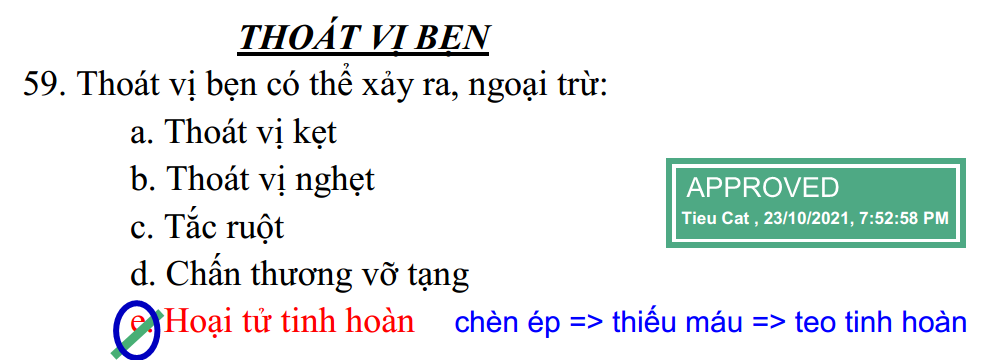 THOÁT VỊ BẸN
59. Thoát vị bẹn có thể xảy ra, ngoại trừ:
a. Thoát vị kẹt
b. Thoát vị nghẹt
c. Tắc ruột
d. Chấn thương vỡ tạng
e. Hoại tử tinh hoàn chèn ép => thiếu máu => teo tinh hoàn
APPROVED
Tieu Cat , 23/10/2021, 7:52:58 PM